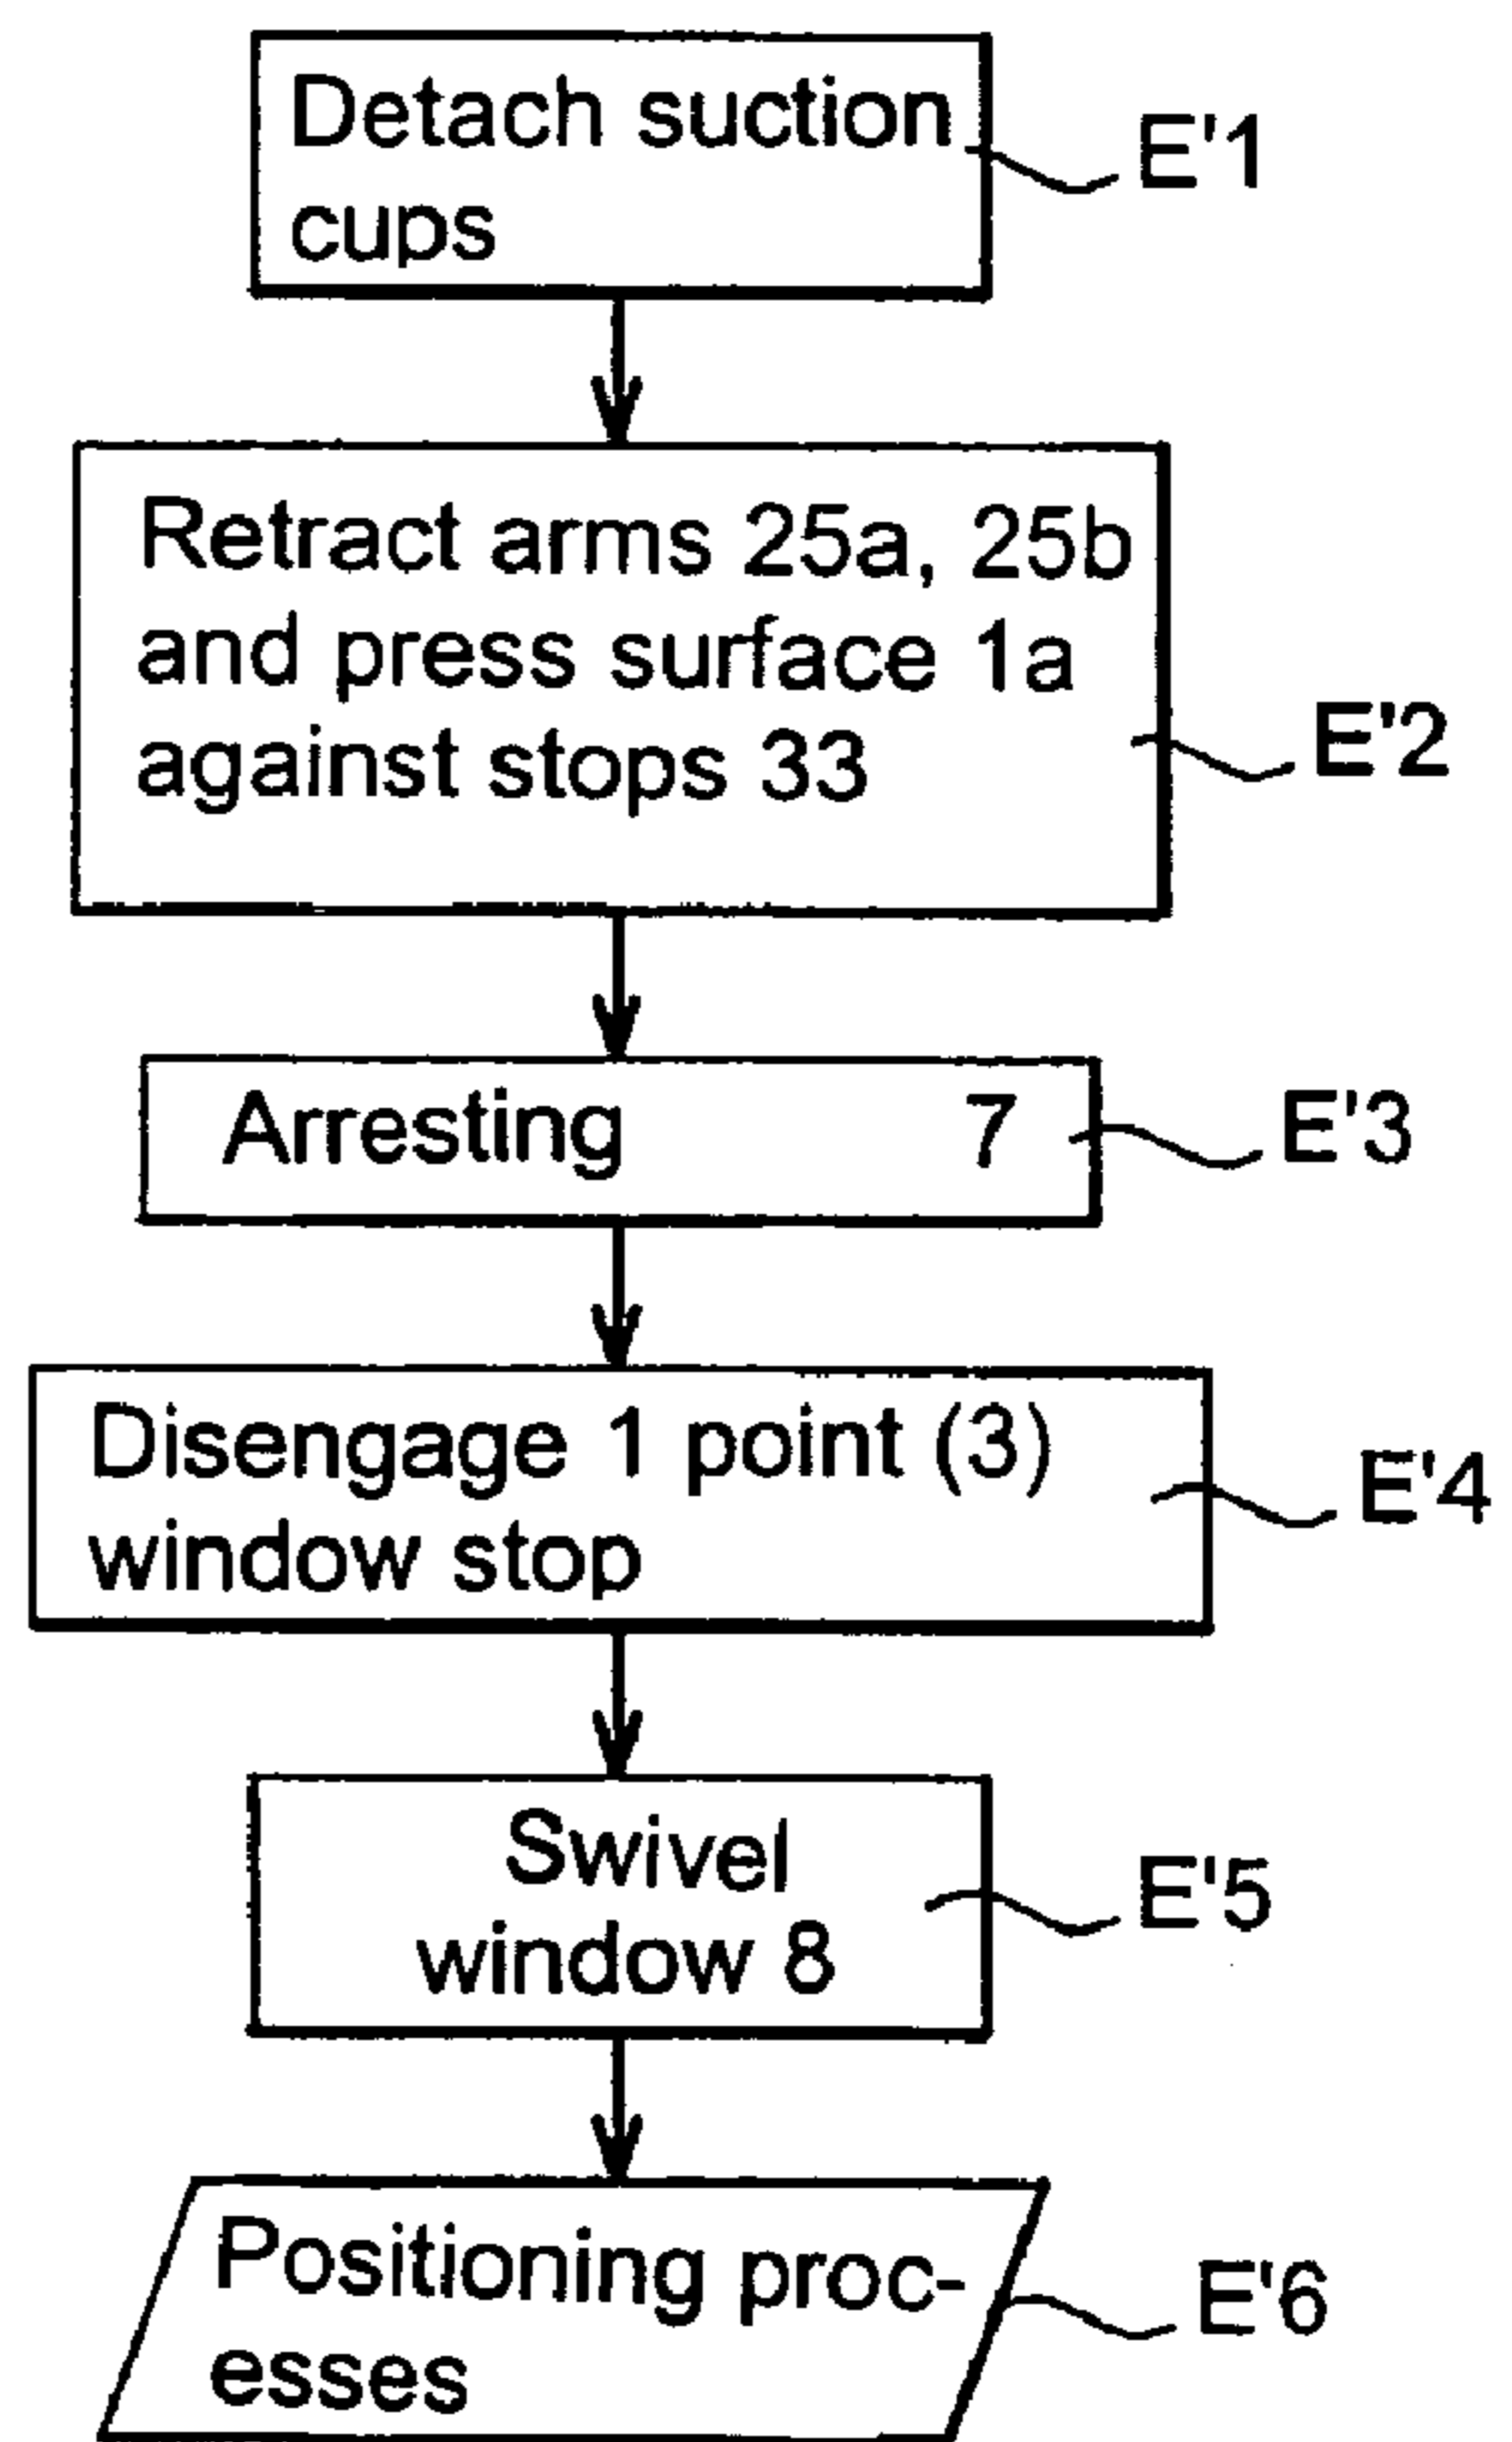 Detach suction
cups
E'1
Retract arms 25a, 25b
and press surface 1a
against stops 33
E'2
Arresting 7
E'3
Disengage 1 point (3)
window stop
E'4
Swivel
window 8
E'5
Positioning proc-
esses
E'6